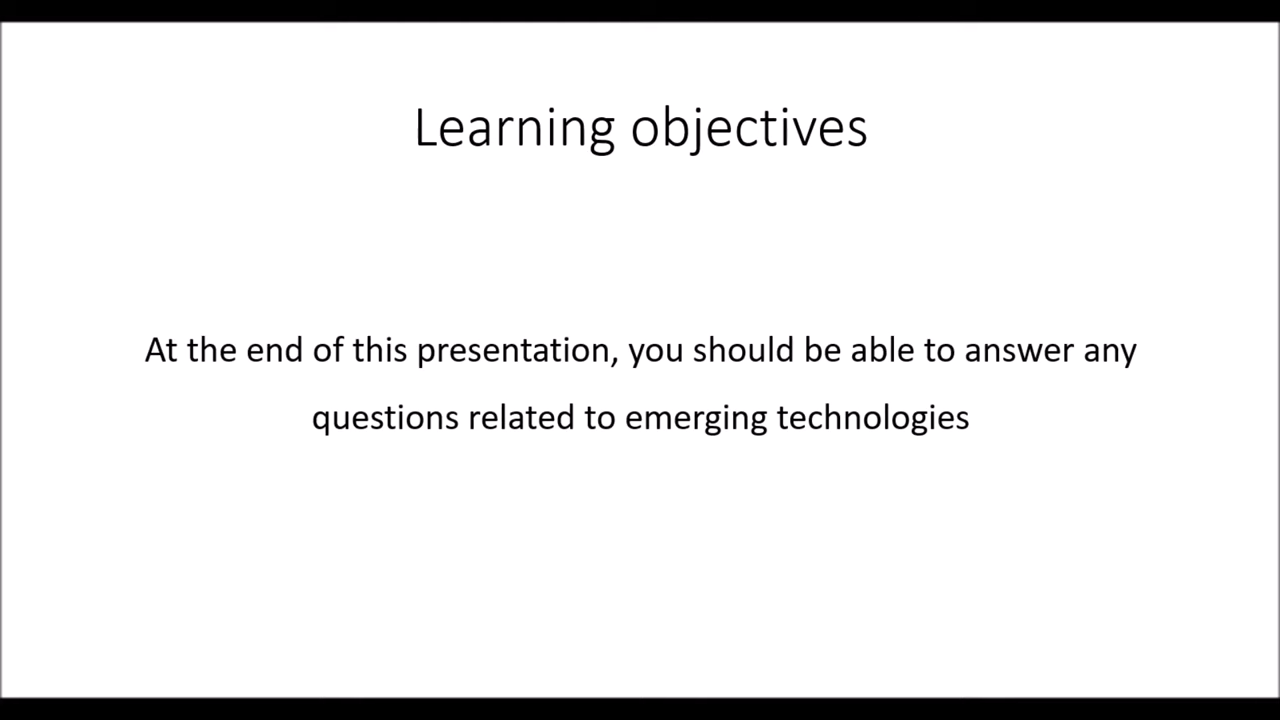 Learning objectives
At the end of this presentation, you should be able to answer any
questions related to emerging technologies